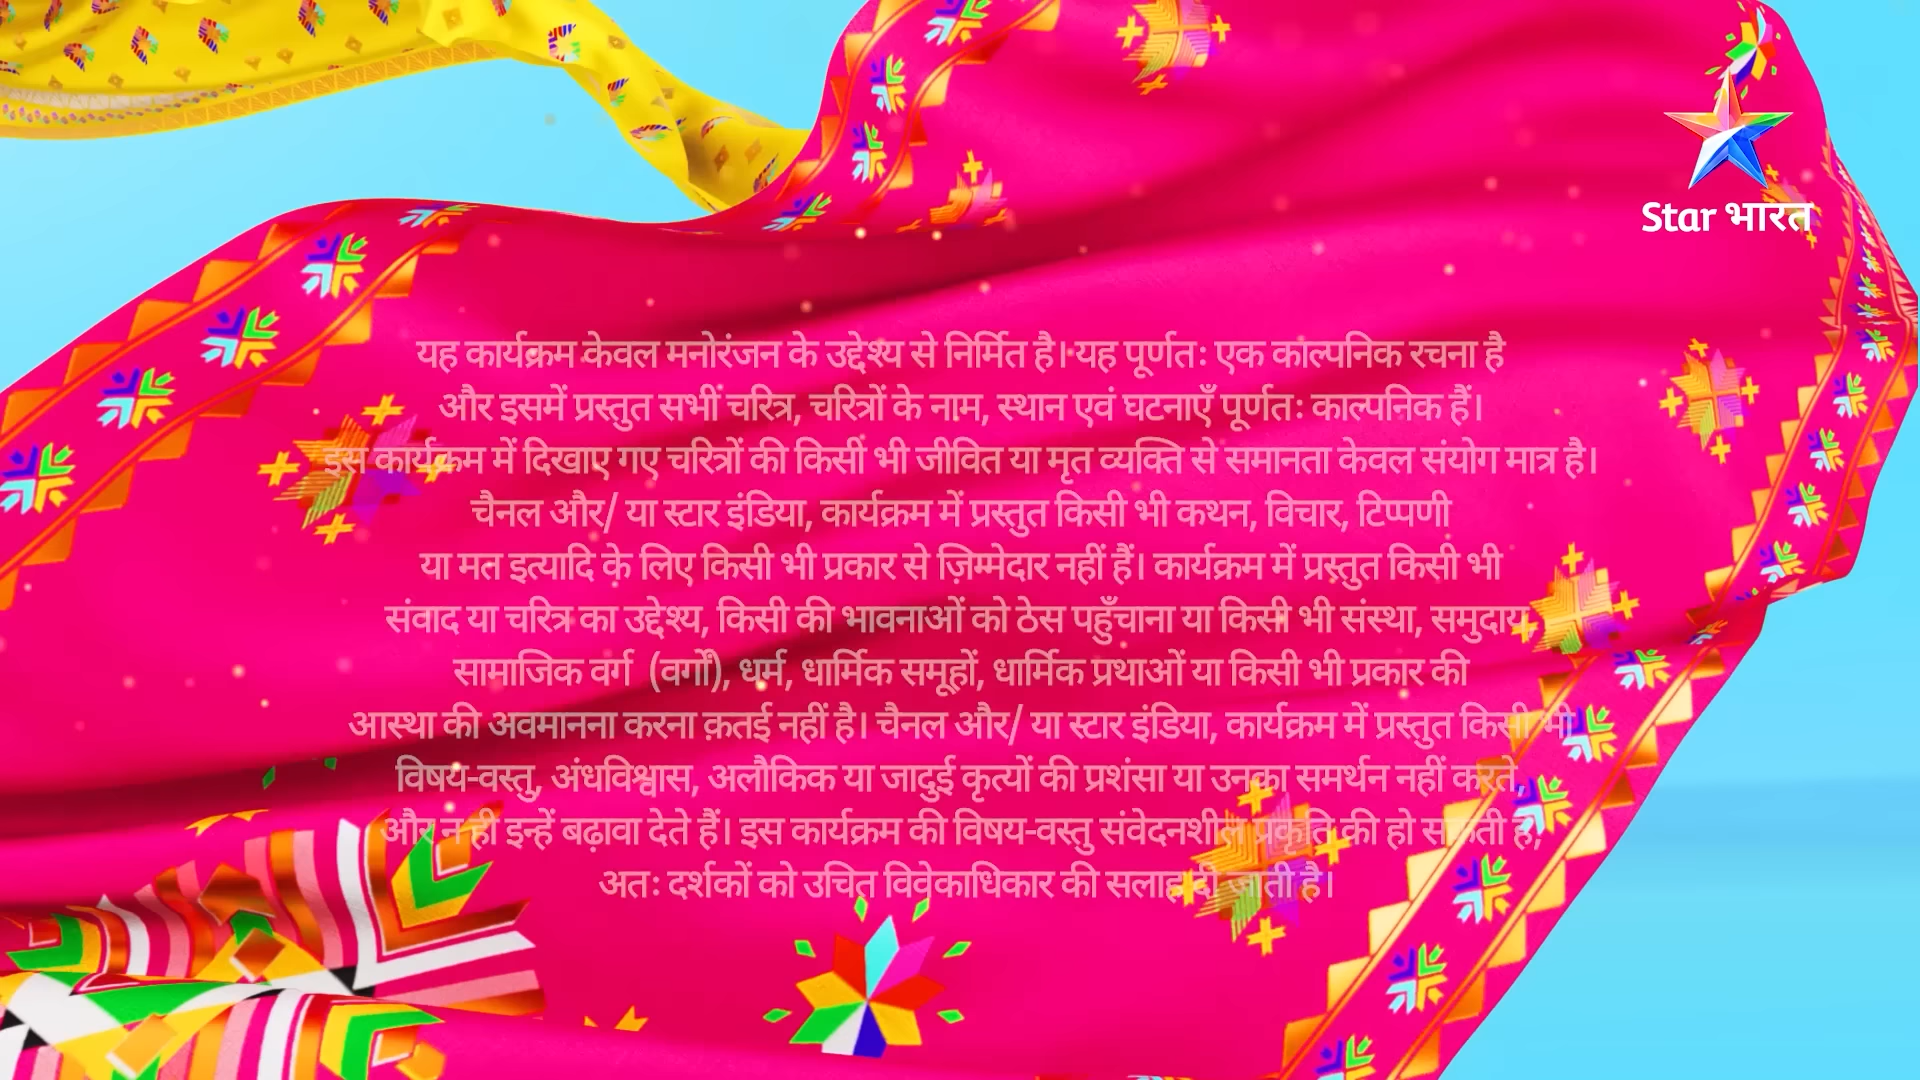 Star भारत
यह कार्यक्रम केवल मनोरंजन के उद्देश्य से निर्मित है। यह पूर्णतः एक काल्पनिक रचना है
और इसमें प्रस्तुत सभी चरित्र, चरित्रों के नाम, स्थान एवं घटनाएँ पूर्णतः काल्पनिक हैं।
इस कार्यक्रम में दिखाए गए चरित्रों की किसी भी जीवित या मृत व्यक्ति से समानता केवल संयोग मात्र है।
चैनल और/ या स्टार इंडिया, कार्यक्रम में प्रस्तुत किसी भी कथन, विचार, टिप्पणी
या मत इत्यादि के लिए किसी भी प्रकार से ज़िम्मेदार नहीं हैं। कार्यक्रम में प्रस्तुत किसी भी
संवाद या चरित्र का उद्देश्य, किसी की भावनाओं को ठेस पहुँचाना या किसी भी संस्था, समुदाय,
सामाजिक वर्ग (वर्गों), धर्म, धार्मिक समूहों, धार्मिक प्रथाओं या किसी भी प्रकार की
आस्था की अवमानना करना क़तई नहीं है। चैनल और/ या स्टार इंडिया, कार्यक्रम में प्रस्तुत किसी भी
विषय-वस्तु, अंधविश्वास, अलौकिक या जादुई कृत्यों की प्रशंसा या उनका समर्थन नहीं करते,
और न ही इन्हें बढ़ावा देते हैं। इस कार्यक्रम की विषय-वस्तु संवेदनशील प्रकृति की हो सकती है,
अतः दर्शकों को उचित विवेकाधिकार की सलाह दी जाती है।